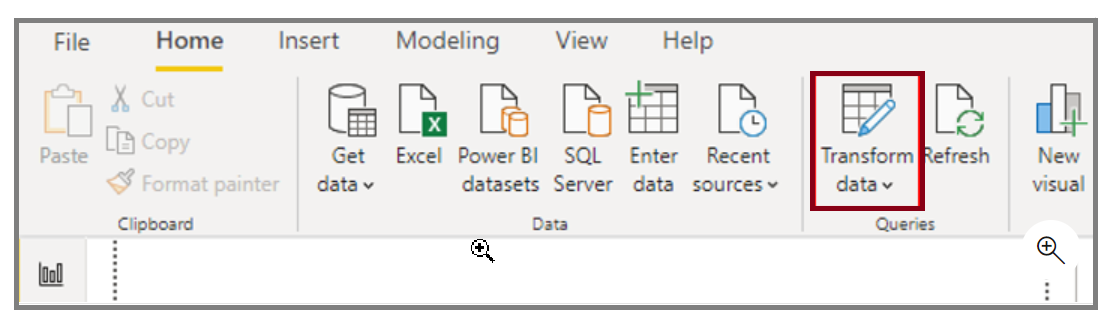 File Home Insert Modeling View Help
Cut
Copy
Paste
Format painter
Clipboard
Get data
Excel
Power BI datasets
SQL Server
Enter data
Recent sources
Data
Transform data
Refresh
Queries
New visual